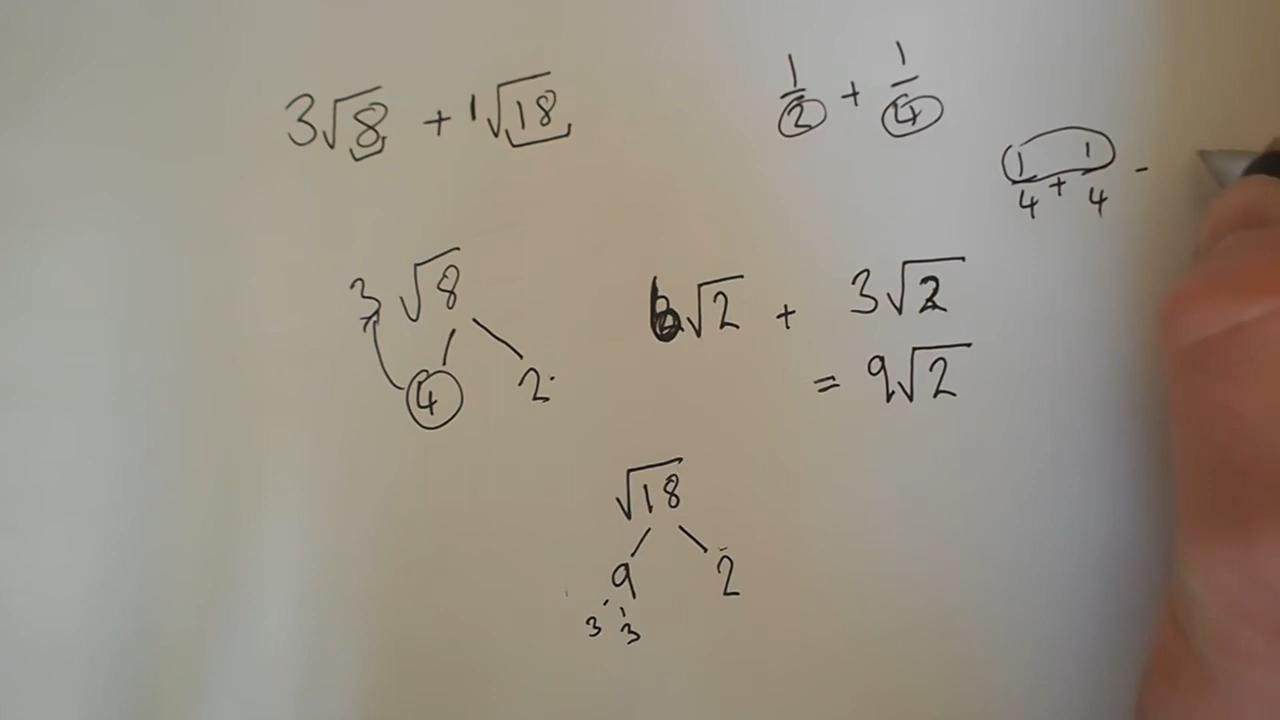 3√8 + 1√18
1/2 + 1/4
1/4 + 1/4 -
3 √8
4 2
6√2 + 3√2
= 9√2
√18
9 2
3 3